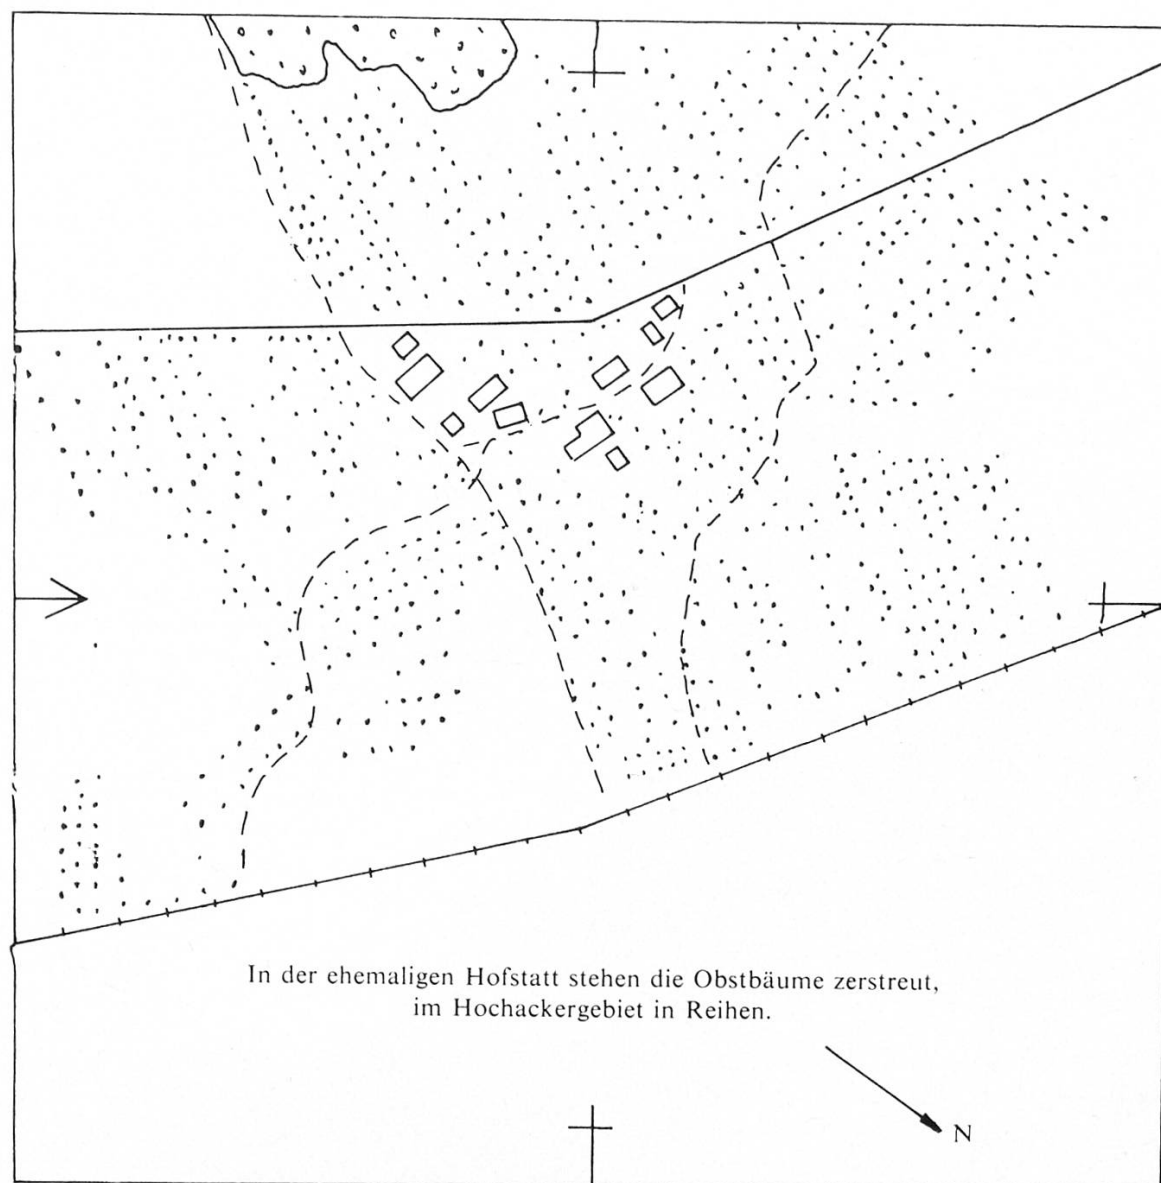 In der ehemaligen Hofstatt stehen die Obstbäume zerstreut,
im Hochackergebiet in Reihen.
N